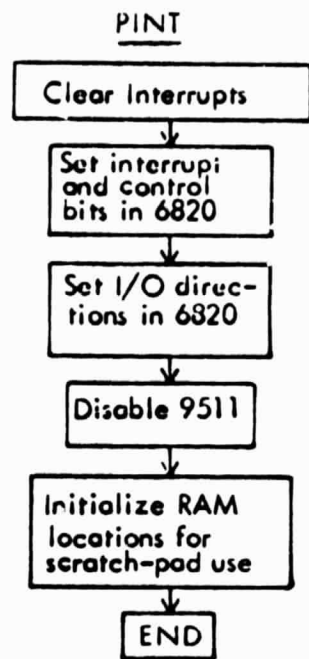 PINT
Clear Interrupts
Set interrupi
and control
bits in 6820
Set I/O direc-
tions in 6820
Disable 9511
Initialize RAM
locations for
scratch-pad use
END